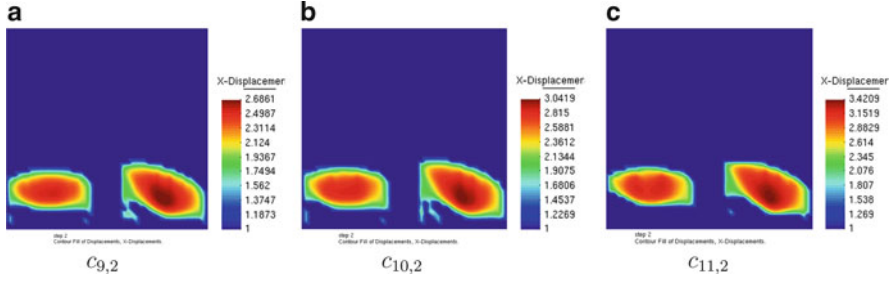 a
X-Displacemer
2.6861
2.4987
2.3114
2.124
1.9367
1.7494
1.562
1.3747
1.1873
1
step 2
Contour Fill of Displacements, X-Displacements.
c9,2
b
X-Displacemer
3.0419
2.815
2.5881
2.3612
2.1344
1.9075
1.6806
1.4537
1.2269
1
step 2
Contour Fill of Displacements, X-Displacements.
c10,2
c
X-Displacemer
3.4209
3.1519
2.8829
2.614
2.345
2.076
1.807
1.538
1.269
1
step 2
Contour Fill of Displacements, X-Displacements.
c11,2